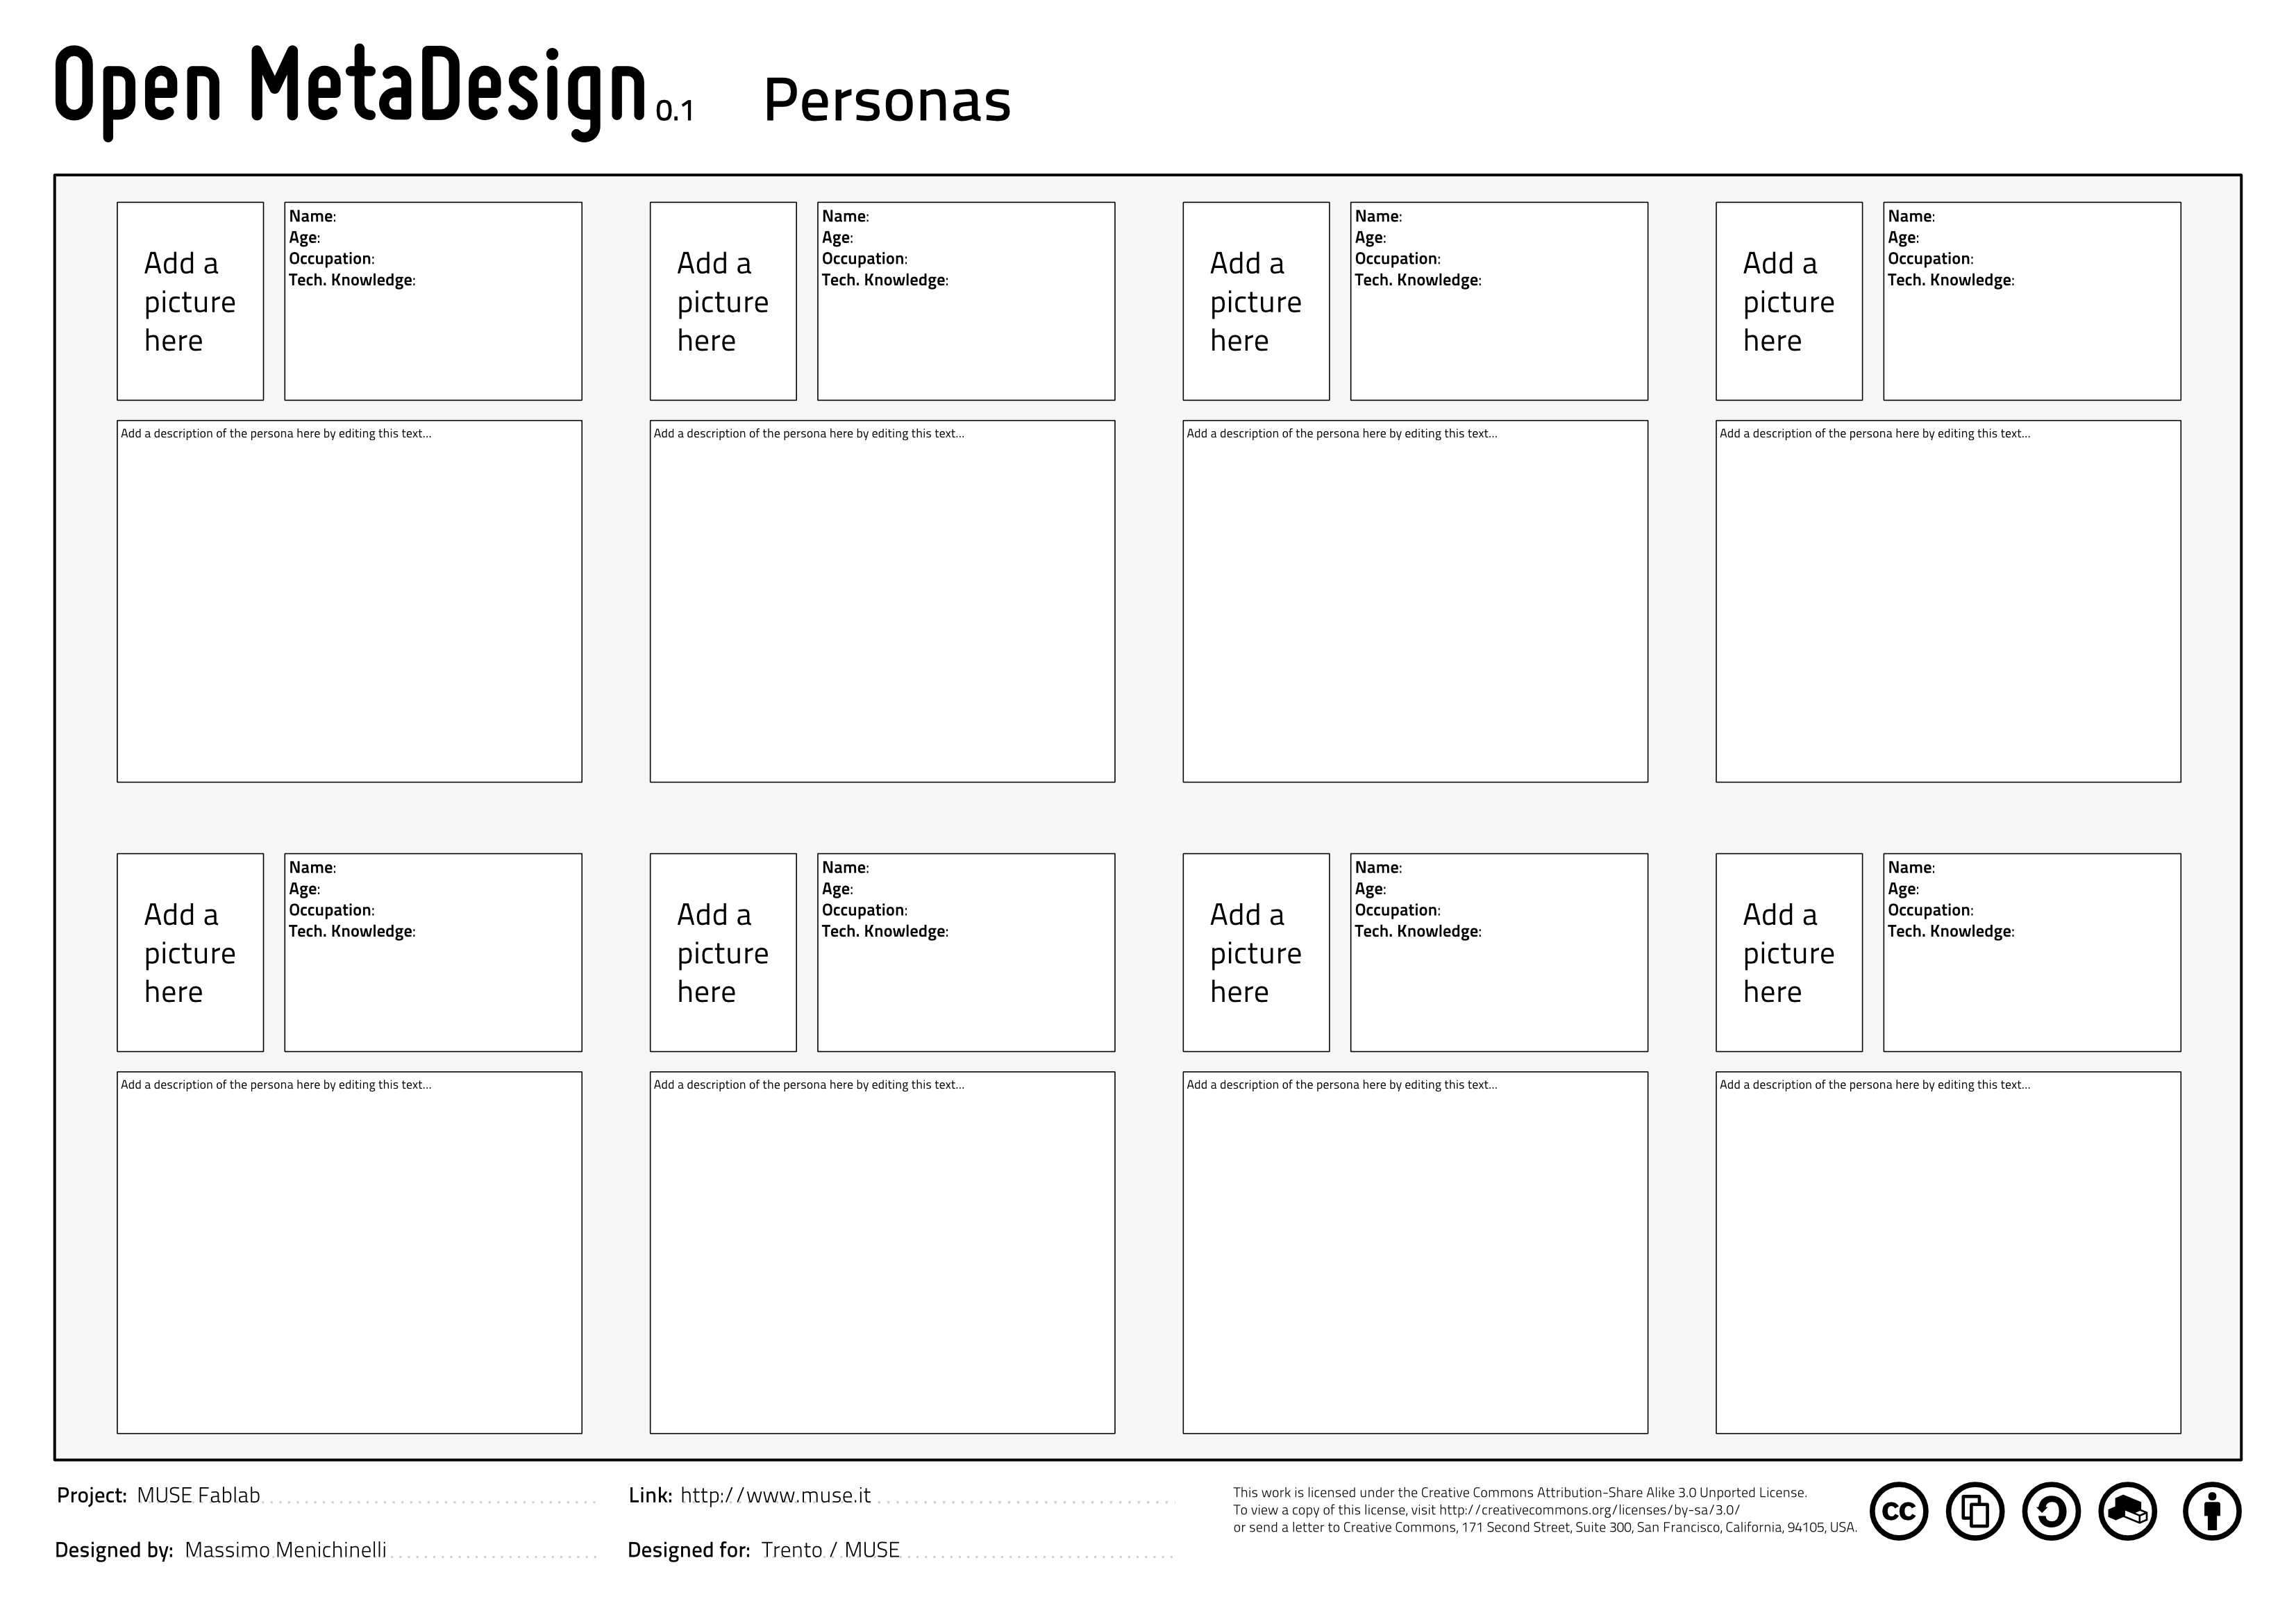 Open MetaDesign 0.1 Personas
Add a
picture
here
Name:
Age:
Occupation:
Tech. Knowledge:
Add a description of the persona here by editing this text...
Add a
picture
here
Name:
Age:
Occupation:
Tech. Knowledge:
Add a description of the persona here by editing this text...
Add a
picture
here
Name:
Age:
Occupation:
Tech. Knowledge:
Add a description of the persona here by editing this text...
Add a
picture
here
Name:
Age:
Occupation:
Tech. Knowledge:
Add a description of the persona here by editing this text...
Add a
picture
here
Name:
Age:
Occupation:
Tech. Knowledge:
Add a description of the persona here by editing this text...
Add a
picture
here
Name:
Age:
Occupation:
Tech. Knowledge:
Add a description of the persona here by editing this text...
Add a
picture
here
Name:
Age:
Occupation:
Tech. Knowledge:
Add a description of the persona here by editing this text...
Add a
picture
here
Name:
Age:
Occupation:
Tech. Knowledge:
Add a description of the persona here by editing this text...
Project: MUSE Fablab
Link: http://www.muse.it
Designed by: Massimo Menichinelli
Designed for: Trento / MUSE
This work is licensed under the Creative Commons Attribution-Share Alike 3.0 Unported License.
To view a copy of this license, visit http://creativecommons.org/licenses/by-sa/3.0/
or send a letter to Creative Commons, 171 Second Street, Suite 300, San Francisco, California, 94105, USA.
cc